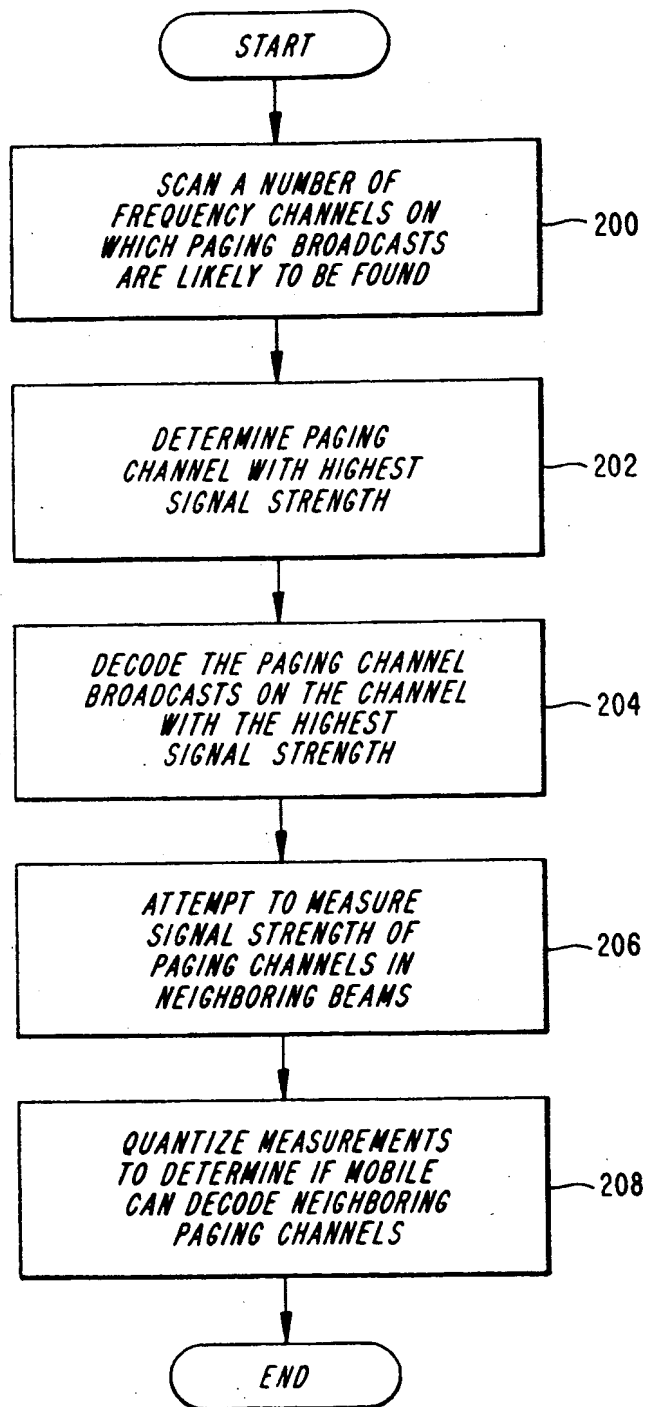 START
SCAN A NUMBER OF
FREQUENCY CHANNELS ON
WHICH PAGING BROADCASTS
ARE LIKELY TO BE FOUND
200
DETERMINE PAGING
CHANNEL WITH HIGHEST
SIGNAL STRENGTH
202
DECODE THE PAGING CHANNEL
BROADCASTS ON THE CHANNEL
WITH THE HIGHEST
SIGNAL STRENGTH
204
ATTEMPT TO MEASURE
SIGNAL STRENGTH OF
PAGING CHANNELS IN
NEIGHBORING BEAMS
206
QUANTIZE MEASUREMENTS
TO DETERMINE IF MOBILE
CAN DECODE NEIGHBORING
PAGING CHANNELS
208
END